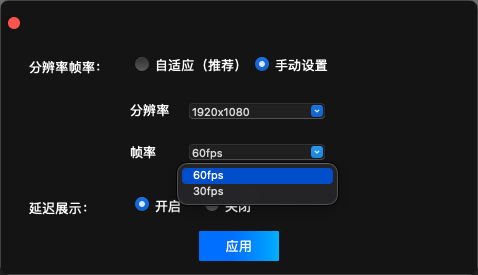 分辨率帧率： 自适应（推荐） 手动设置
分辨率 1920x1080
帧率 60fps
60fps
30fps
延迟展示： 开启 关闭
应用